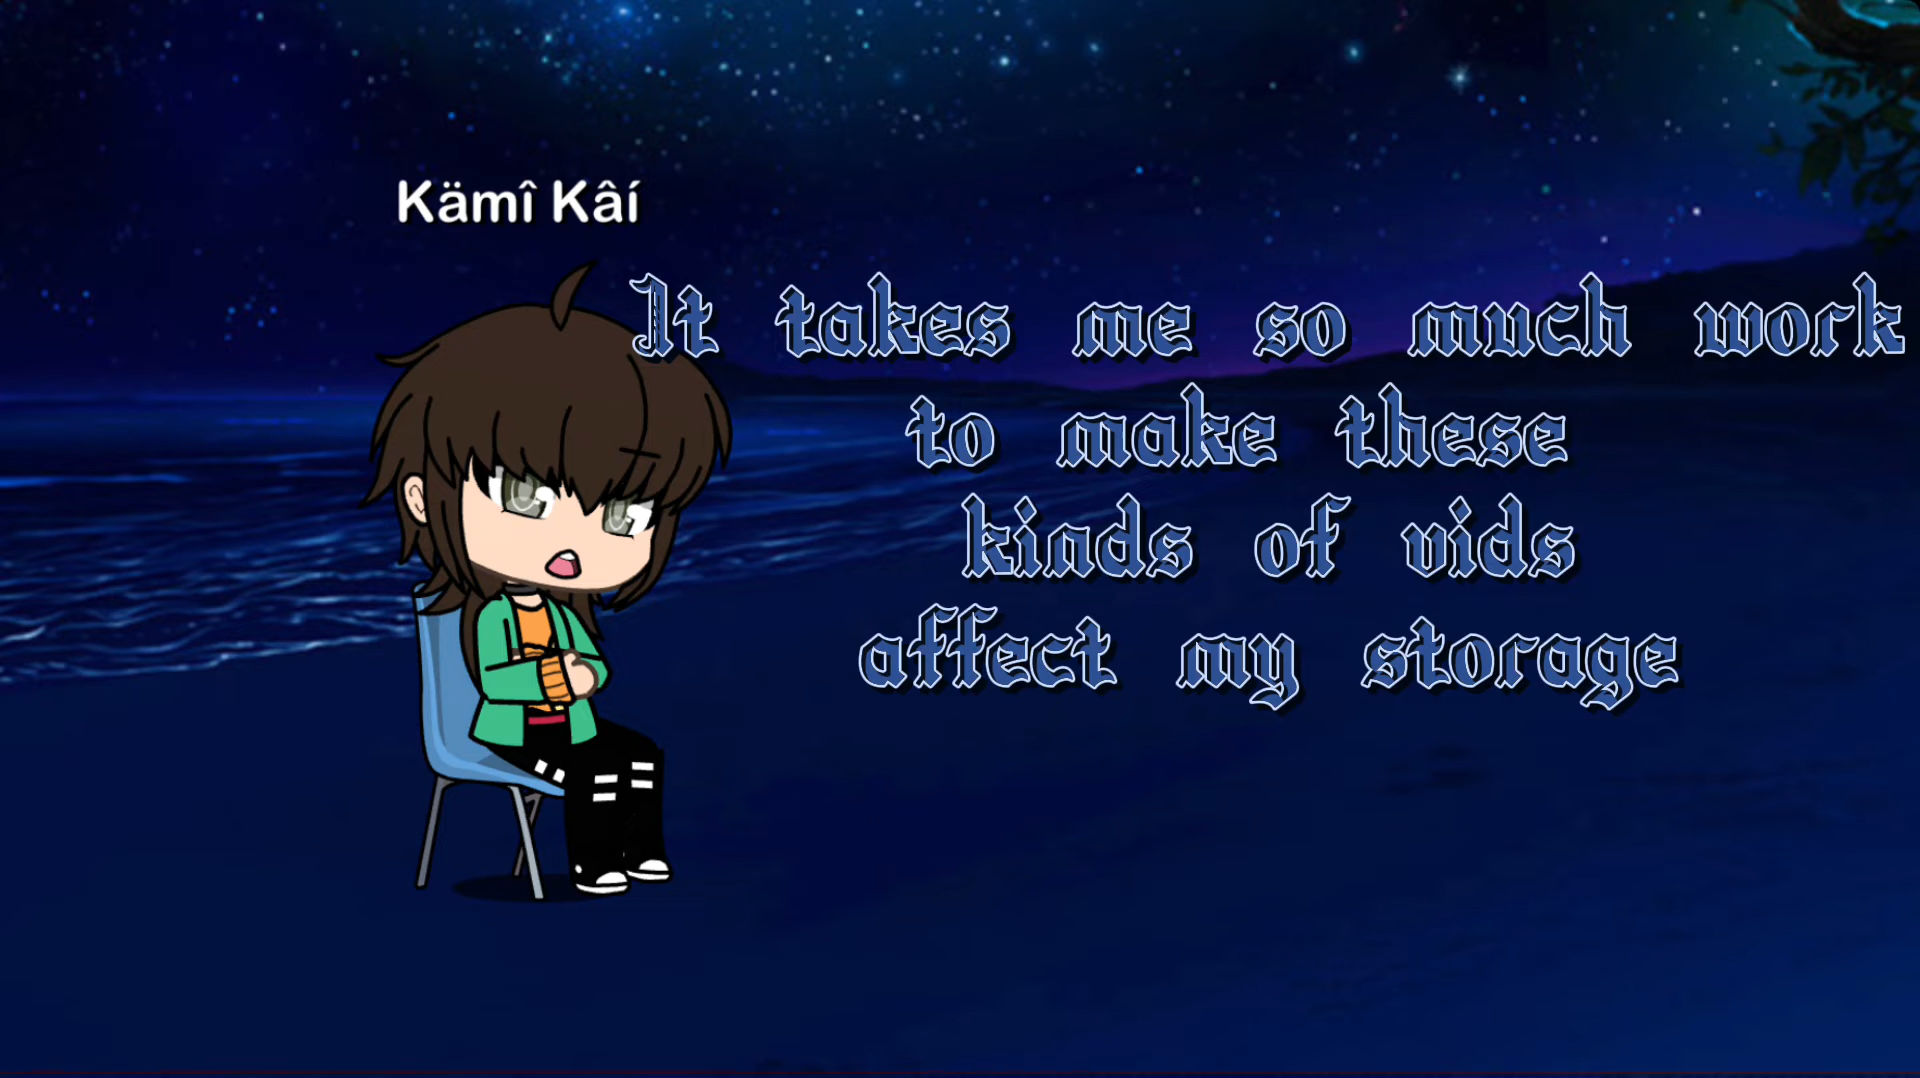 Kämî Kâí
It takes me so much work
to make these
kinds of vids
affect my storage